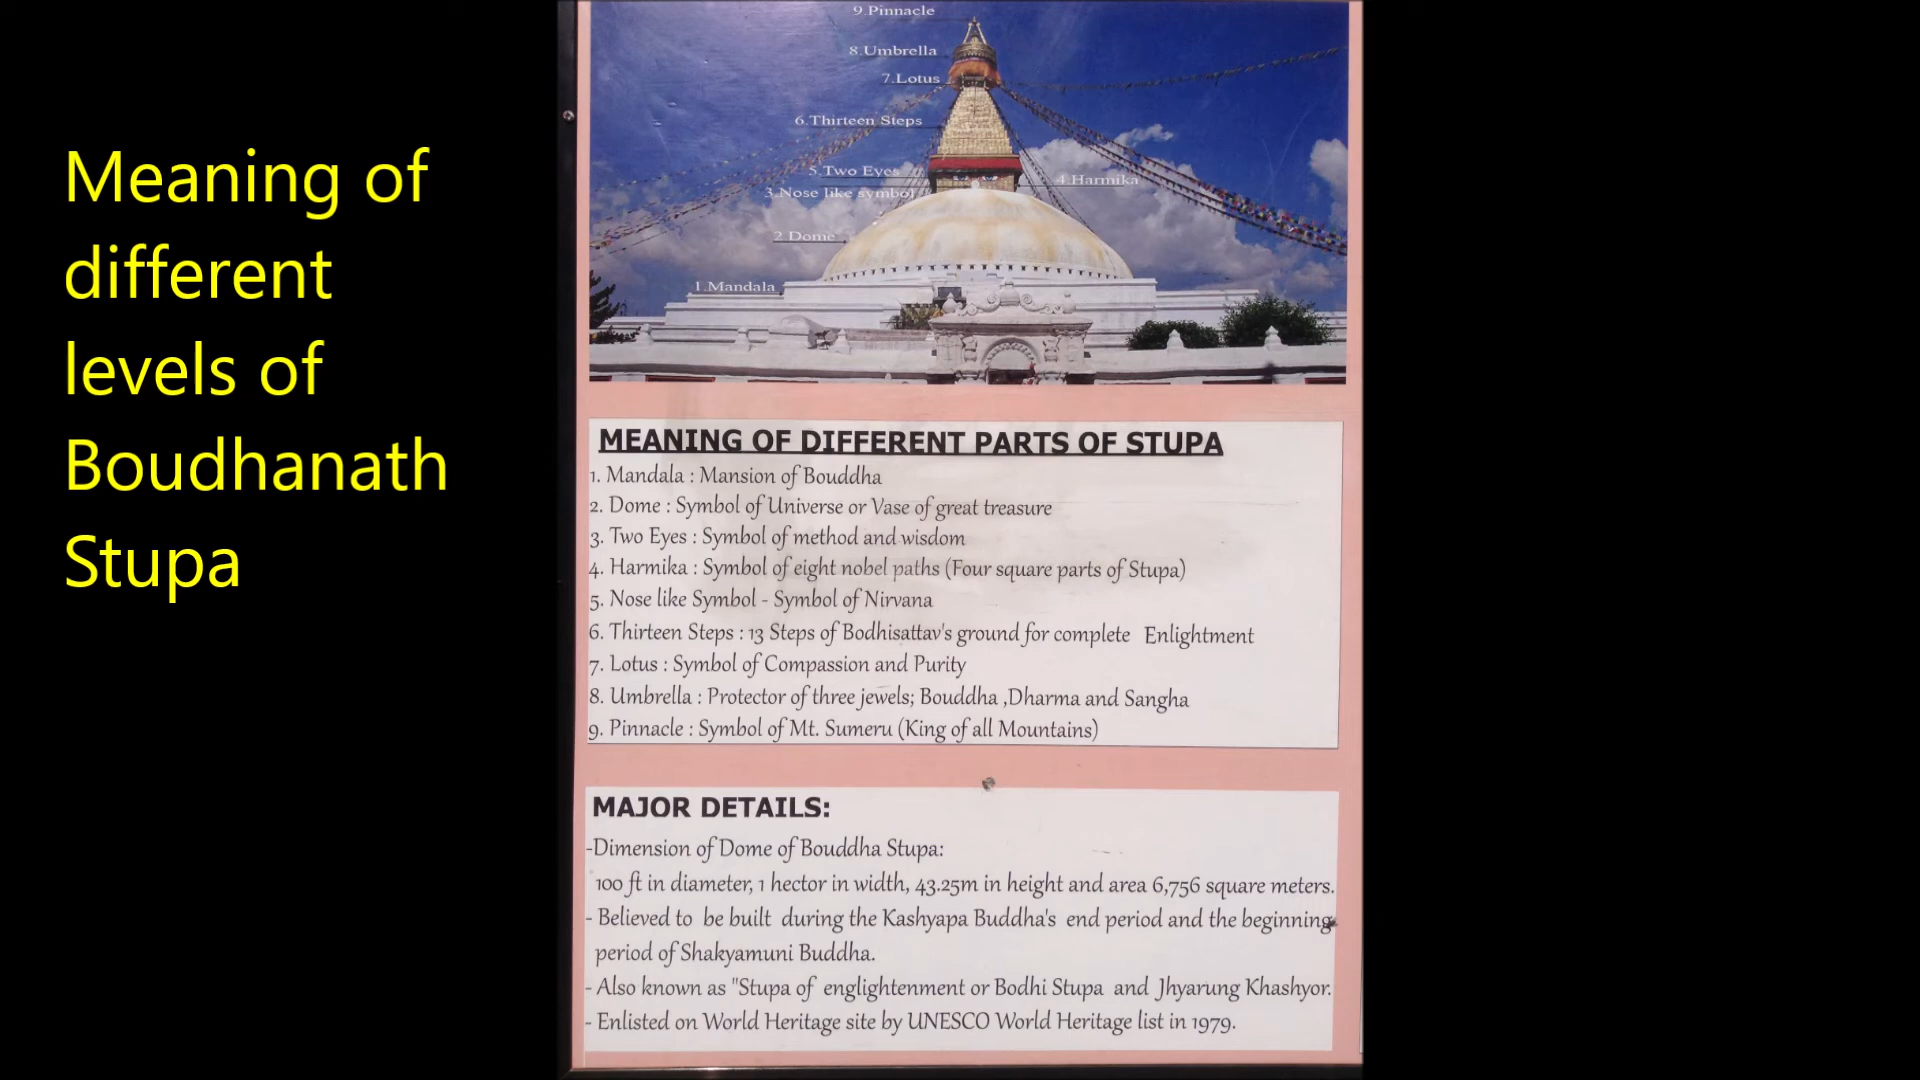 Meaning of
different
levels of
Boudhanath
Stupa
9.Pinnacle
8.Umbrella
7.Lotus
6.Thirteen Steps
5.Two Eyes
4.Harmika
3.Nose like symbol
2 Dome
1.Mandala
MEANING OF DIFFERENT PARTS OF STUPA
1. Mandala : Mansion of Bouddha
2. Dome : Symbol of Universe or Vase of great treasure
3. Two Eyes : Symbol of method and wisdom
4. Harmika : Symbol of eight nobel paths (Four square parts of Stupa)
5. Nose like Symbol - Symbol of Nirvana
6. Thirteen Steps : 13 Steps of Bodhisattav's ground for complete Enlightment
7. Lotus : Symbol of Compassion and Purity
8. Umbrella : Protector of three jewels; Bouddha ,Dharma and Sangha
9. Pinnacle : Symbol of Mt. Sumeru (King of all Mountains)
MAJOR DETAILS:
-Dimension of Dome of Bouddha Stupa:
100 ft in diameter, 1 hector in width, 43.25m in height and area 6,756 square meters.
- Believed to be built during the Kashyapa Buddha's end period and the beginning
period of Shakyamuni Buddha.
- Also known as "Stupa of englightenment or Bodhi Stupa and Jhyarung Khashyor.
- Enlisted on World Heritage site by UNESCO World Heritage list in 1979.